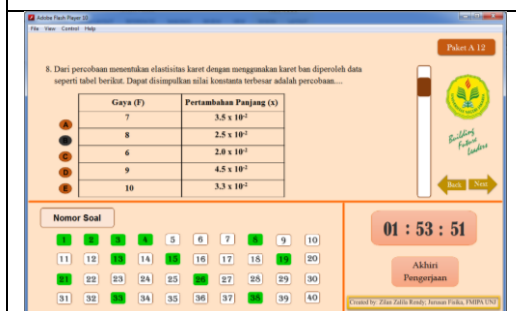 Adobe Flash Player 10
File View Control Help
Paket A 12
8. Dari percobaan menentukan elastisitas karet dengan menggunakan karet ban diperoleh data
seperti tabel berikut. Dapat disimpulkan nilai konstanta terbesar adalah percobaan....
Gaya (F) Pertambahan Panjang (x)
A 7 3.5 x 10-2
B 8 2.5 x 10-2
C 6 2.0 x 10-2
D 9 4.5 x 10-2
E 10 3.3 x 10-2
Building
Future
Leaders
Back Next
Nomor Soal
1 2 3 4 5 6 7 8 9 10
11 12 13 14 15 16 17 18 19 20
21 22 23 24 25 26 27 28 29 30
31 32 33 34 35 36 37 38 39 40
01 : 53 : 51
Akhiri
Pengerjaan
Created by: Zilan Zalila Rendy; Jurusan Fisika, FMIPA UNJ